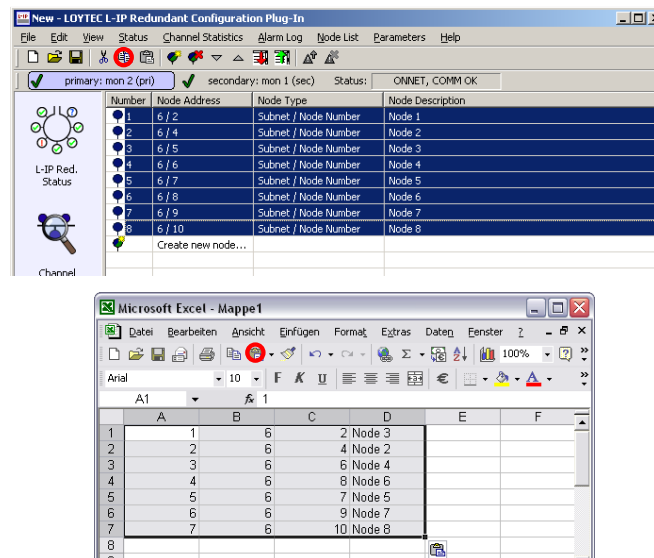 New - LOYTEC L-IP Redundant Configuration Plug-In
File Edit View Status Channel Statistics Alarm Log Node List Parameters Help
primary: mon 2 (pri) secondary: mon 1 (sec) Status: ONNET, COMM OK
Number Node Address Node Type Node Description
1 6 / 2 Subnet / Node Number Node 1
2 6 / 4 Subnet / Node Number Node 2
3 6 / 5 Subnet / Node Number Node 3
4 6 / 6 Subnet / Node Number Node 4
5 6 / 7 Subnet / Node Number Node 5
6 6 / 8 Subnet / Node Number Node 6
7 6 / 9 Subnet / Node Number Node 7
8 6 / 10 Subnet / Node Number Node 8
Create new node...
L-IP Red.
Status
Channel
Microsoft Excel - Mappe1
Datei Bearbeiten Ansicht Einfügen Format Extras Daten Fenster ?
100%
Arial 10 F K U €
A1 fx 1
A B C D E F
1 1 6 2 Node 3
2 2 6 4 Node 2
3 3 6 6 Node 4
4 4 6 8 Node 6
5 5 6 7 Node 5
6 6 6 9 Node 7
7 7 6 10 Node 8
8